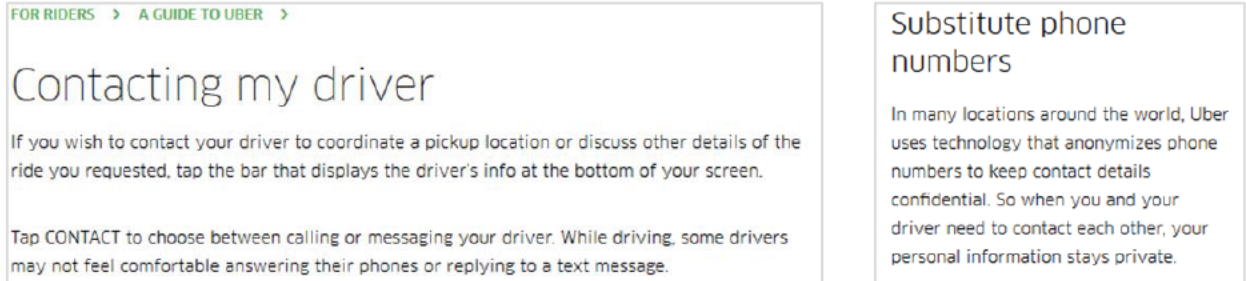 FOR RIDERS > A GUIDE TO UBER >
Contacting my driver
If you wish to contact your driver to coordinate a pickup location or discuss other details of the
ride you requested, tap the bar that displays the driver's info at the bottom of your screen.
Tap CONTACT to choose between calling or messaging your driver. While driving, some drivers
may not feel comfortable answering their phones or replying to a text message.
Substitute phone
numbers
In many locations around the world, Uber
uses technology that anonymizes phone
numbers to keep contact details
confidential. So when you and your
driver need to contact each other, your
personal information stays private.